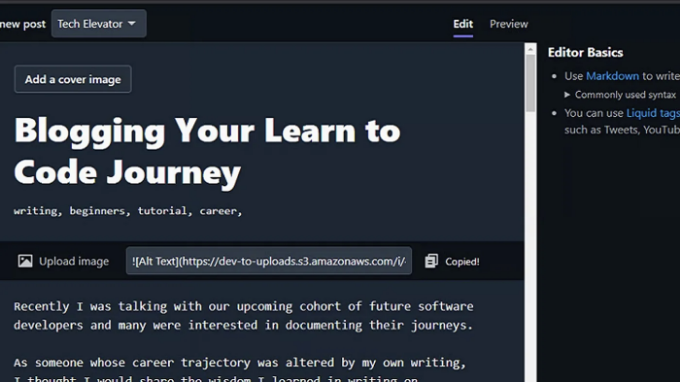 new post Tech Elevator Edit Preview
Editor Basics
Add a cover image
Use Markdown to write
Commonly used syntax
You can use Liquid tags
such as Tweets, YouTub
Blogging Your Learn to
Code Journey
writing, beginners, tutorial, career,
Upload image ![Alt Text](https://dev-to-uploads.s3.amazonaws.com/i/ Copied!
Recently I was talking with our upcoming cohort of future software
developers and many were interested in documenting their journeys.
As someone whose career trajectory was altered by my own writing,
I thought I would share the wisdom I learned in writing on